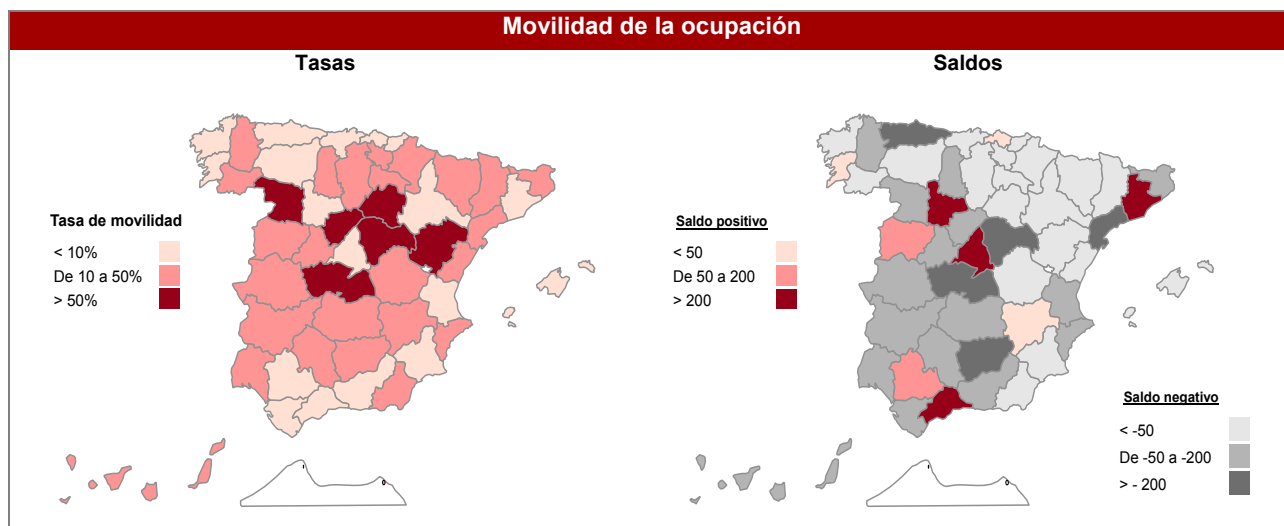 Movilidad de la ocupación
Tasas
Saldos
Tasa de movilidad
< 10%
De 10 a 50%
> 50%
Saldo positivo
< 50
De 50 a 200
> 200
Saldo negativo
< -50
De -50 a -200
> - 200